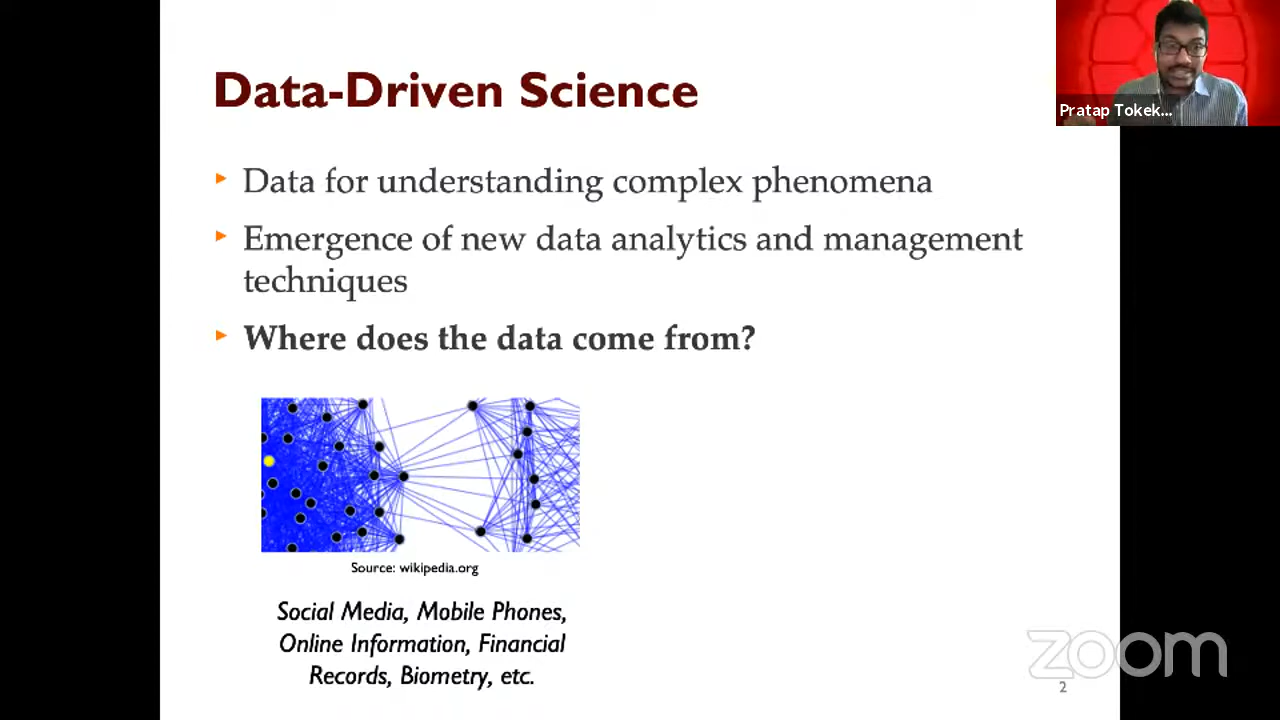 Data-Driven Science
Pratap Tokek...
Data for understanding complex phenomena
Emergence of new data analytics and management
techniques
Where does the data come from?
Source: wikipedia.org
Social Media, Mobile Phones,
Online Information, Financial
Records, Biometry, etc.
zoom
2